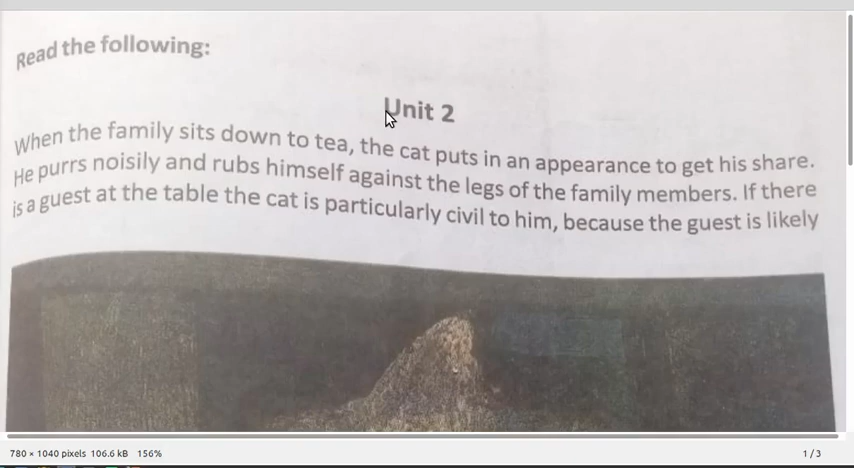 Read the following:
Unit 2
When the family sits down to tea, the cat puts in an appearance to get his share.
He purrs noisily and rubs himself against the legs of the family members. If there
is a guest at the table the cat is particularly civil to him, because the guest is likely
780 × 1040 pixels 106.6 kB 156% 1 / 3